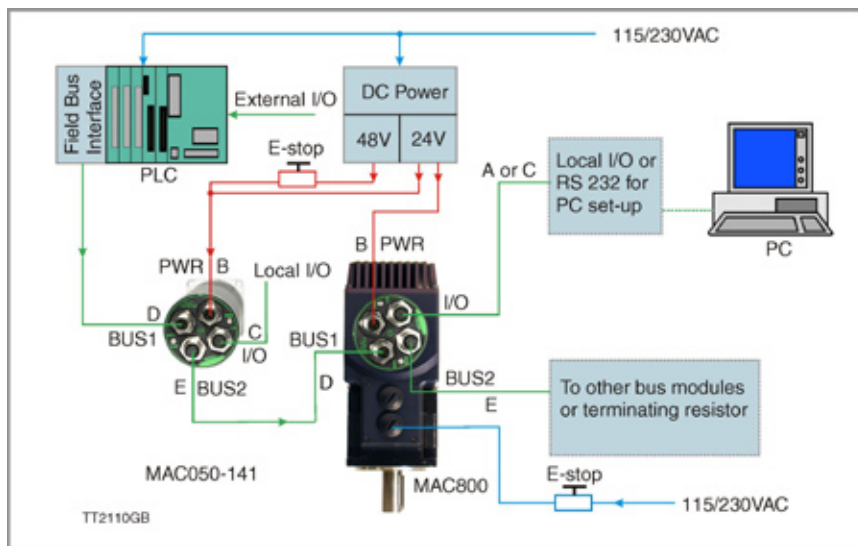 115/230VAC
Field Bus
Interface
PLC
External I/O
DC Power
48V
24V
E-stop
A or C
Local I/O or
RS 232 for
PC set-up
PC
PWR
B
Local I/O
D
BUS1
C
I/O
E
BUS2
B
PWR
I/O
BUS1
D
BUS2
E
To other bus modules
or terminating resistor
MAC050-141
MAC800
E-stop
115/230VAC
TT2110GB